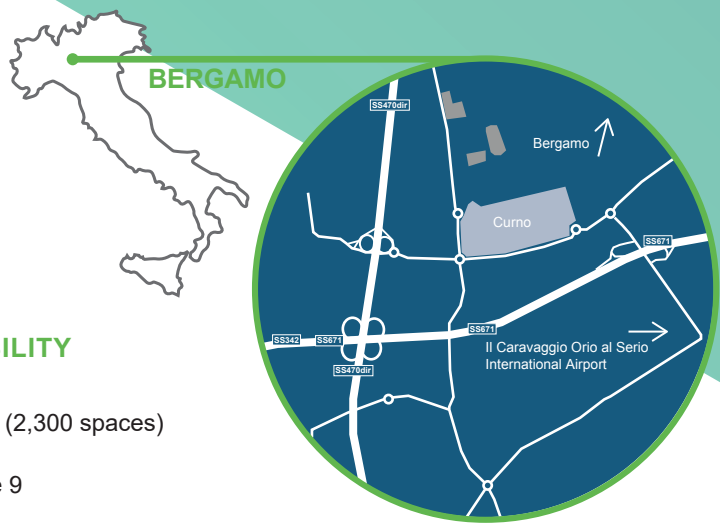 BERGAMO
SS470dir
Bergamo
Curno
SS671
SS671
SS342
SS671
SS470dir
Il Caravaggio Orio al Serio
International Airport
ILITY
(2,300 spaces)
9